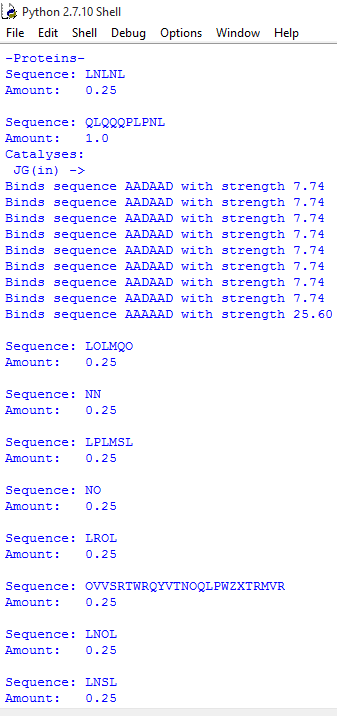 Python 2.7.10 Shell
File Edit Shell Debug Options Window Help
-Proteins-
Sequence: LNLNL
Amount:   0.25
Sequence: QLQQQPLPNL
Amount:   1.0
Catalyses:
 JG(in) ->
Binds sequence AADAAD with strength 7.74
Binds sequence AADAAD with strength 7.74
Binds sequence AADAAD with strength 7.74
Binds sequence AADAAD with strength 7.74
Binds sequence AADAAD with strength 7.74
Binds sequence AADAAD with strength 7.74
Binds sequence AADAAD with strength 7.74
Binds sequence AADAAD with strength 7.74
Binds sequence AAAAAD with strength 25.60
Sequence: LOLMQO
Amount:   0.25
Sequence: NN
Amount:   0.25
Sequence: LPLMSL
Amount:   0.25
Sequence: NO
Amount:   0.25
Sequence: LROL
Amount:   0.25
Sequence: OVVSRTWRQYVTNOQLPWZXTRMVR
Amount:   0.25
Sequence: LNOL
Amount:   0.25
Sequence: LNSL
Amount:   0.25